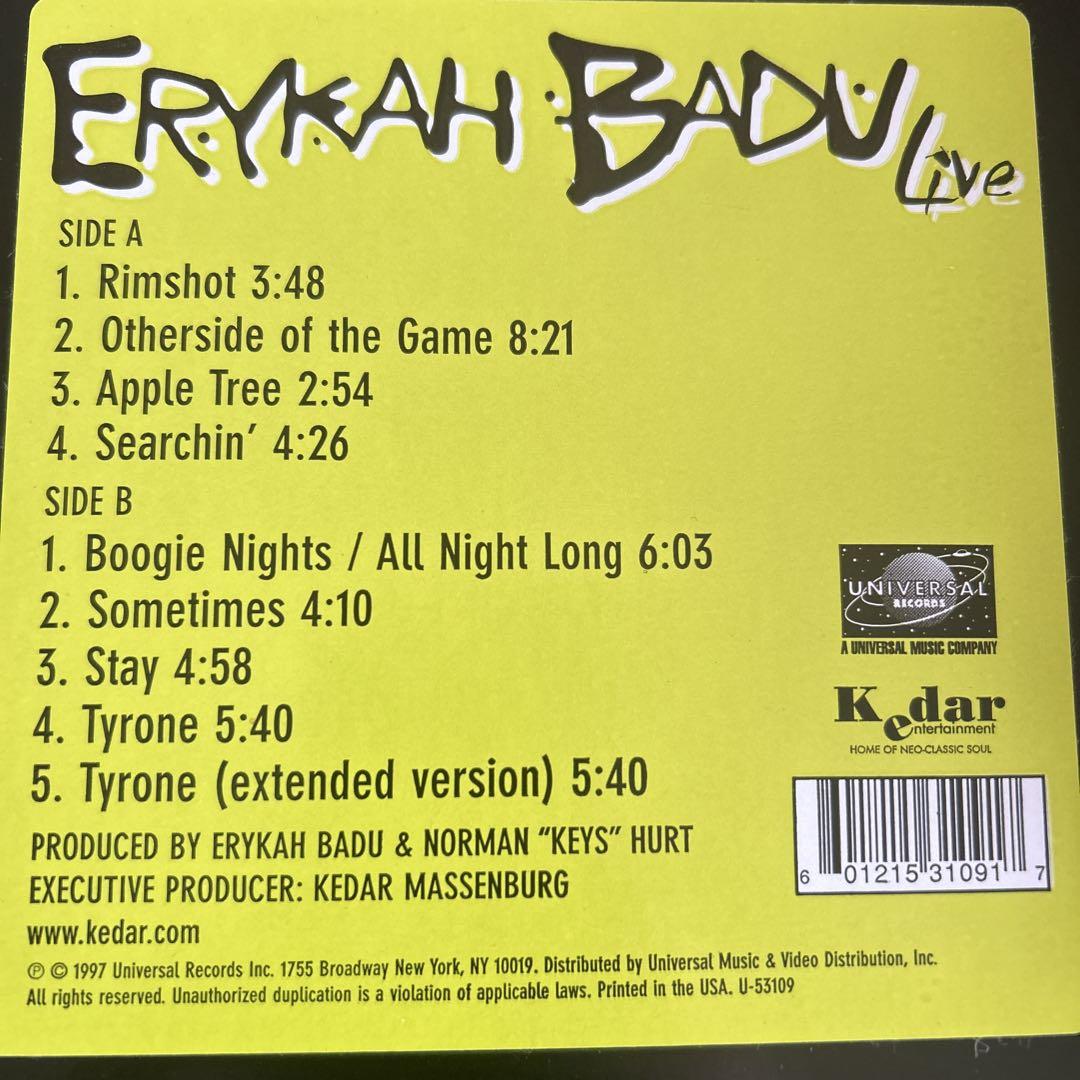 ERYKAH BADU Live
SIDE A
1. Rimshot 3:48
2. Otherside of the Game 8:21
3. Apple Tree 2:54
4. Searchin’ 4:26
SIDE B
1. Boogie Nights / All Night Long 6:03
2. Sometimes 4:10
3. Stay 4:58
4. Tyrone 5:40
5. Tyrone (extended version) 5:40
UNIVERSAL
RECORDS
A UNIVERSAL MUSIC COMPANY
Kedar
entertainment
HOME OF NEO-CLASSIC SOUL
6 01215 31091 7
PRODUCED BY ERYKAH BADU & NORMAN “KEYS” HURT
EXECUTIVE PRODUCER: KEDAR MASSENBURG
www.kedar.com
℗ © 1997 Universal Records Inc. 1755 Broadway New York, NY 10019. Distributed by Universal Music & Video Distribution, Inc.
All rights reserved. Unauthorized duplication is a violation of applicable laws. Printed in the USA. U-53109